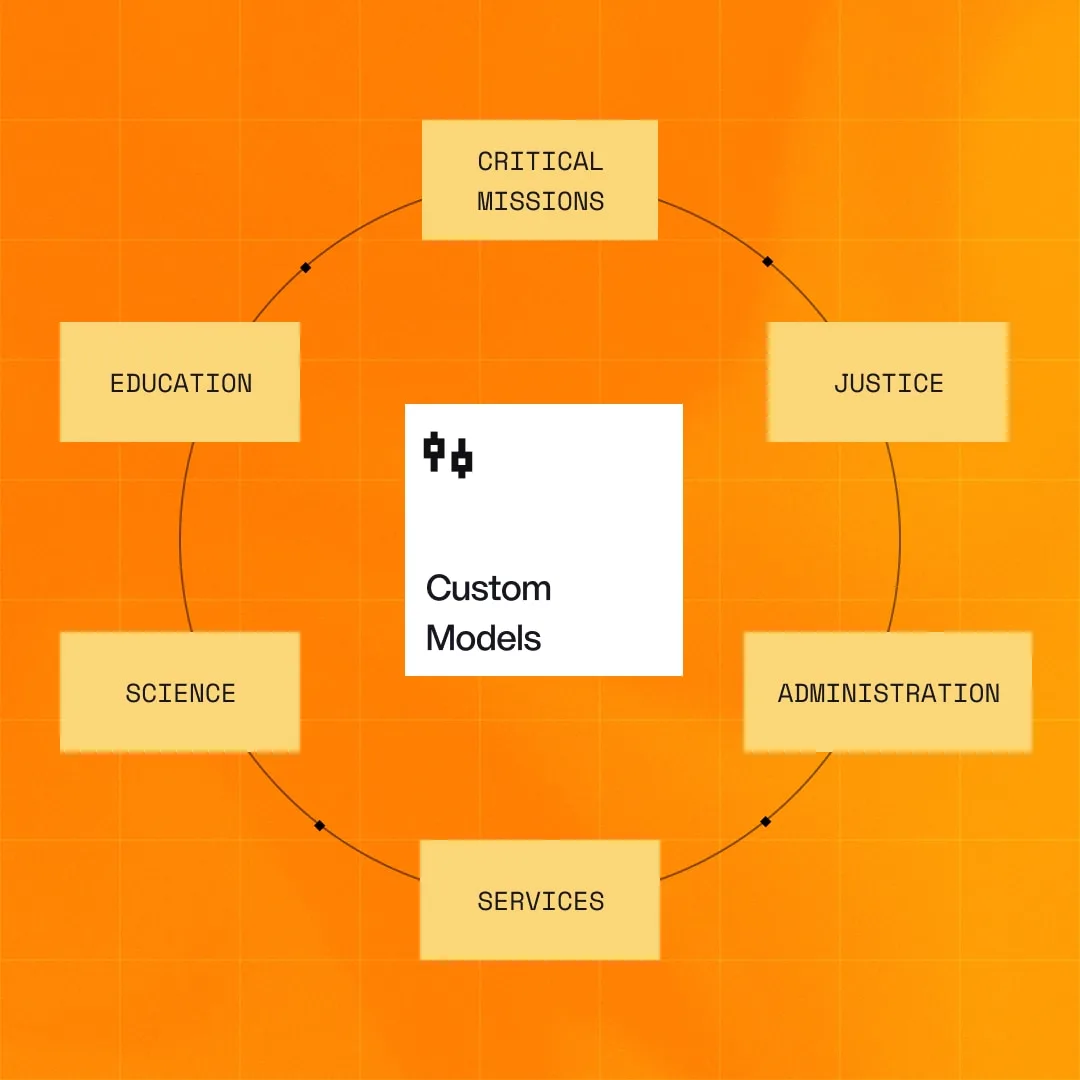 CRITICAL
MISSIONS
EDUCATION
JUSTICE
Custom
Models
SCIENCE
ADMINISTRATION
SERVICES